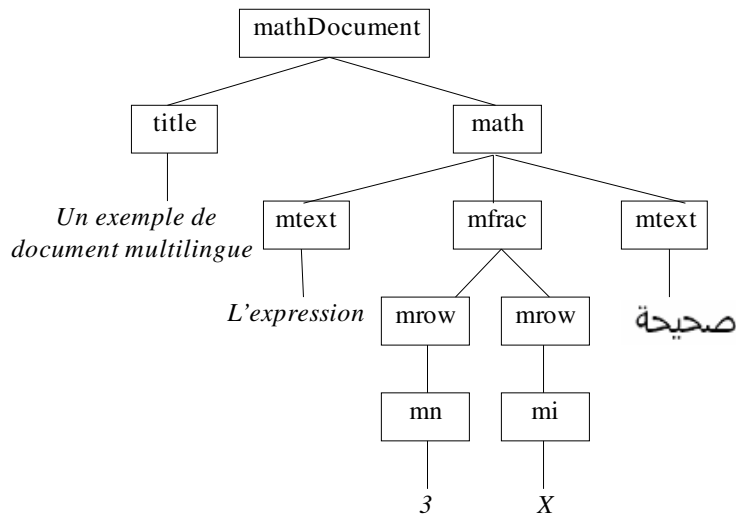 mathDocument
title
math
Un exemple de
document multilingue
mtext
mfrac
mtext
L'expression
mrow
mrow
صحيحة
mn
mi
3
X